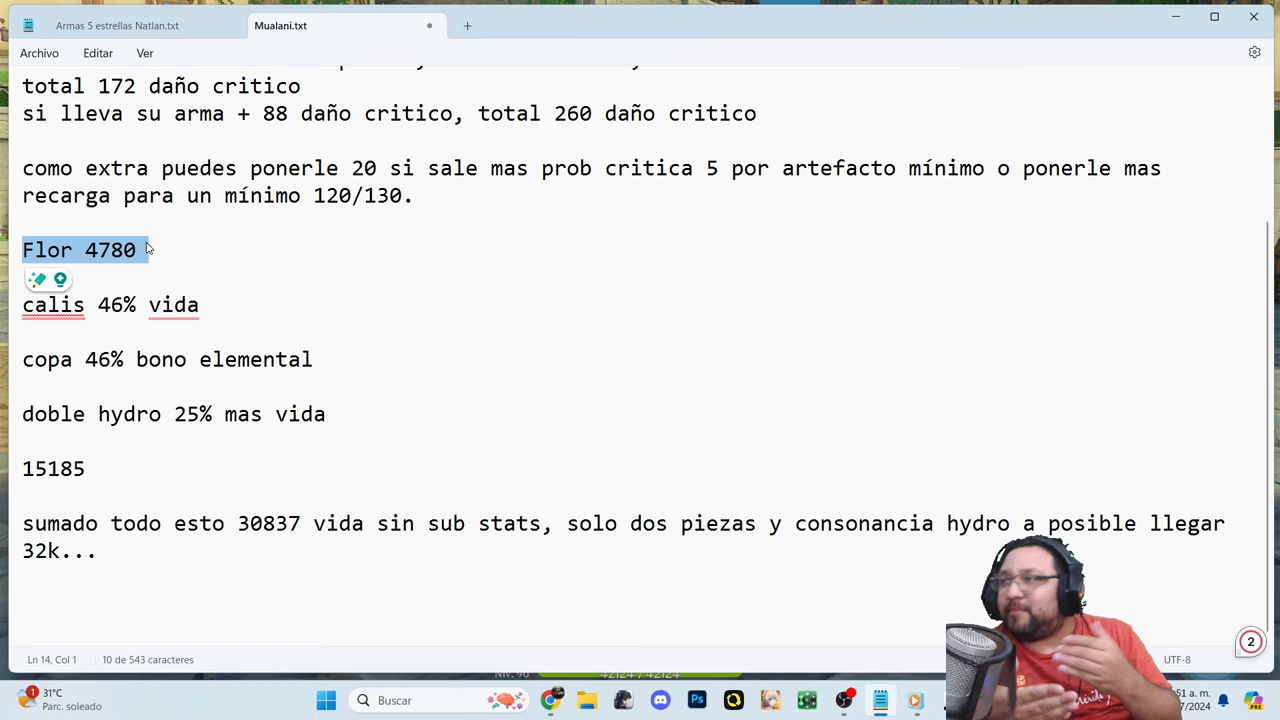 Armas 5 estrellas Natlan.txt
Mualani.txt
Archivo
Editar
Ver
total 172 daño critico
si lleva su arma + 88 daño critico, total 260 daño critico
como extra puedes ponerle 20 si sale mas prob critica 5 por artefacto mínimo o ponerle mas
recarga para un mínimo 120/130.
Flor 4780
calis 46% vida
copa 46% bono elemental
doble hydro 25% mas vida
15185
sumado todo esto 30837 vida sin sub stats, solo dos piezas y consonancia hydro a posible llegar
32k...
2
Ln 14, Col 1
10 de 543 caracteres
UTF-8
1
31°C
Parc. soleado
Buscar
Ps
PRE